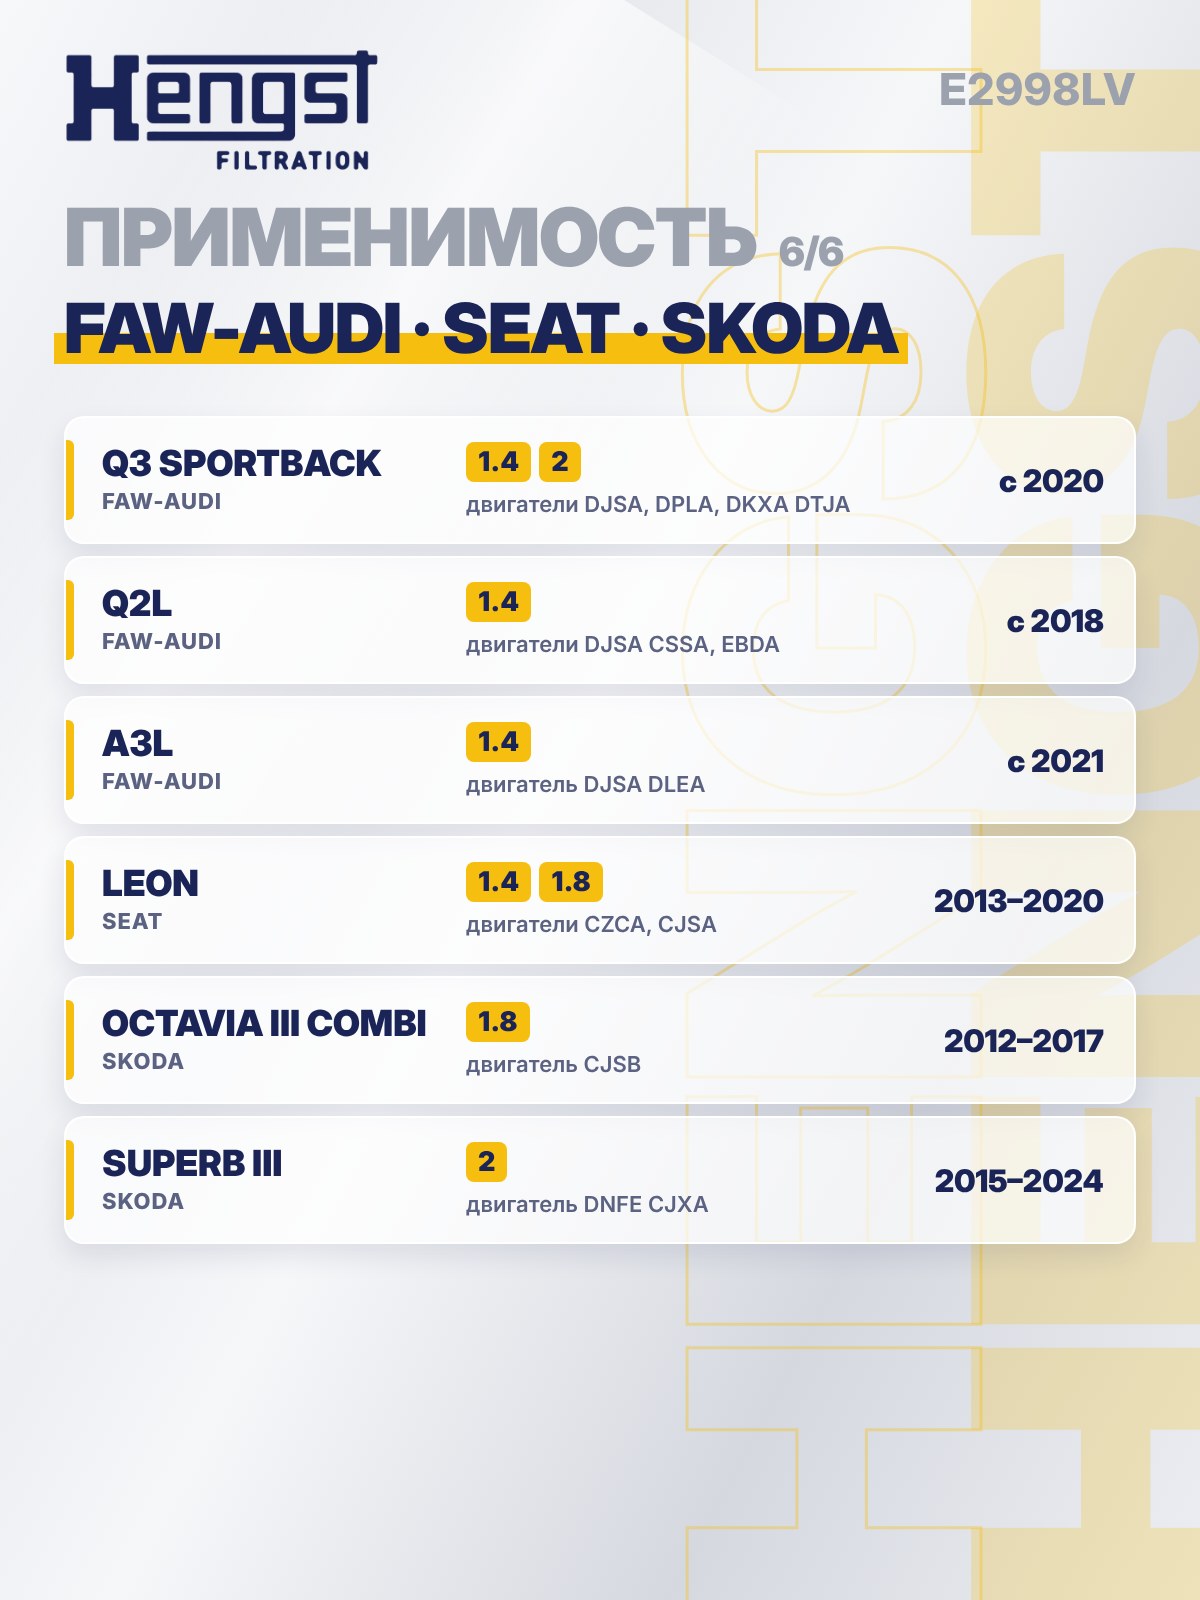 Hengst
FILTRATION
E2998LV
ПРИМЕНИМОСТЬ 6/6
FAW-AUDI · SEAT · SKODA
Q3 SPORTBACK
FAW-AUDI
1.4 2
двигатели DJSA, DPLA, DKXA DTJA
с 2020
Q2L
FAW-AUDI
1.4
двигатели DJSA CSSA, EBDA
с 2018
A3L
FAW-AUDI
1.4
двигатель DJSA DLEA
с 2021
LEON
SEAT
1.4 1.8
двигатели CZCA, CJSA
2013–2020
OCTAVIA III COMBI
SKODA
1.8
двигатель CJSB
2012–2017
SUPERB III
SKODA
2
двигатель DNFE CJXA
2015–2024
HENGST
HENGST